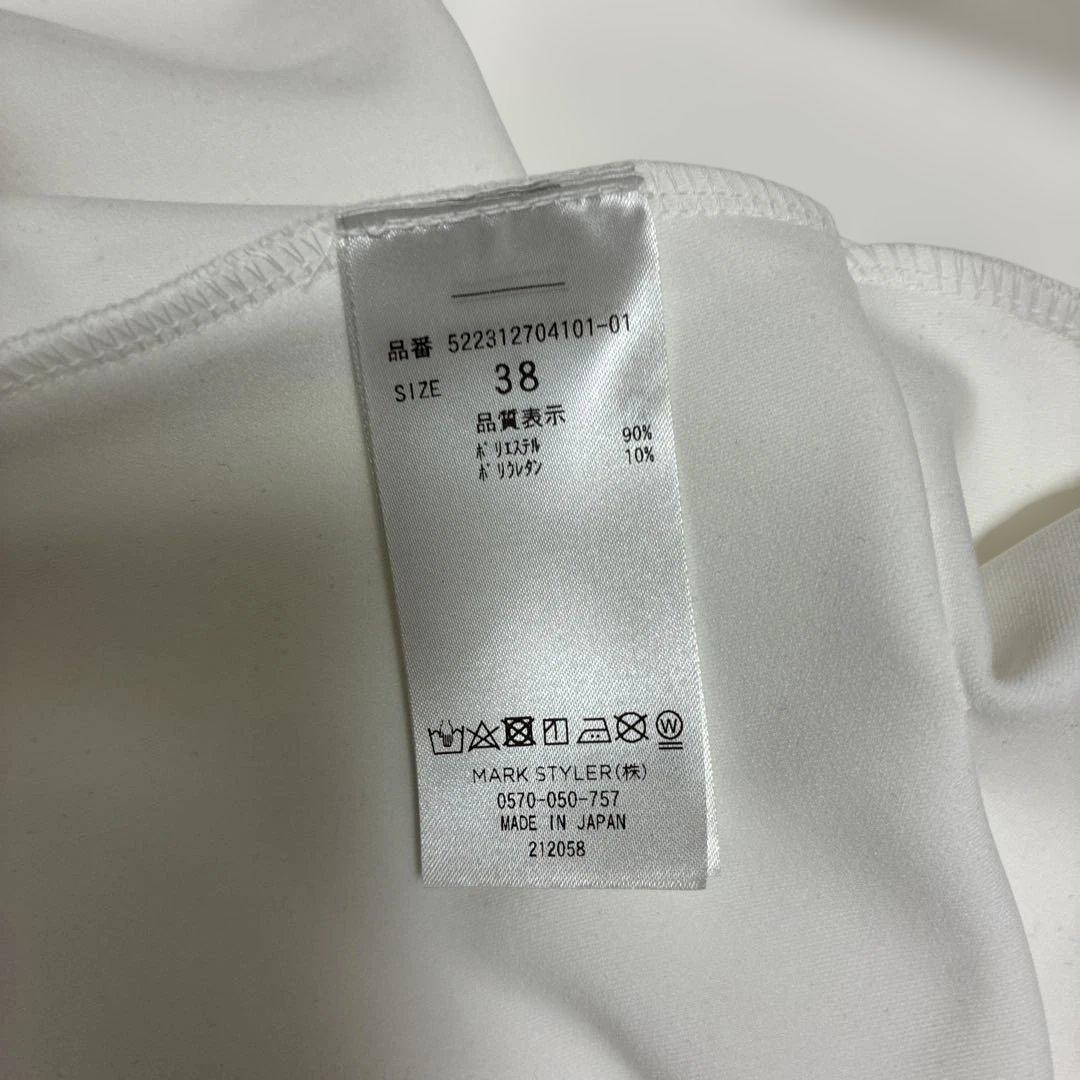 品番 522312704101-01
SIZE 38
品質表示
ポリエステル 90%
ポリウレタン 10%
W
MARK STYLER(株)
0570-050-757
MADE IN JAPAN
212058